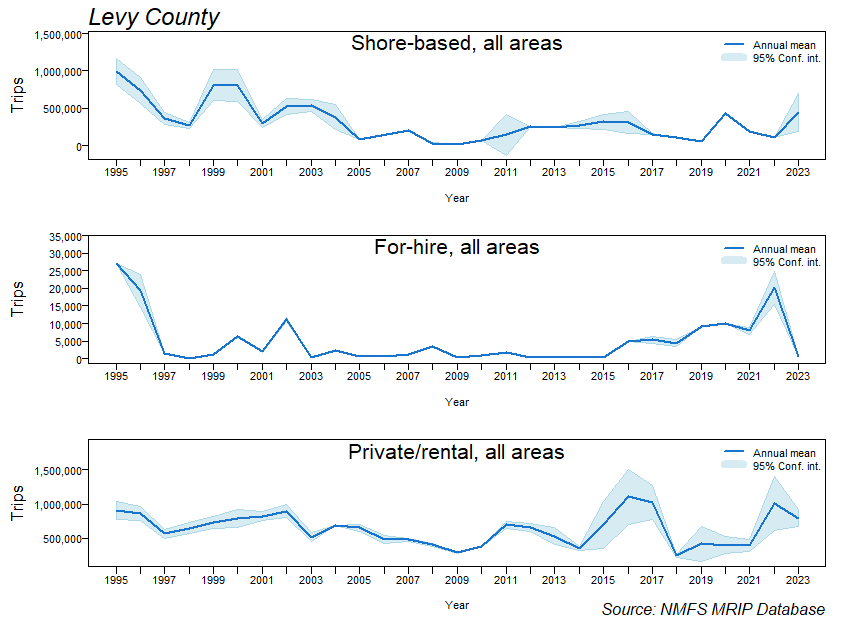 Levy County
Shore-based, all areas
Annual mean
95% Conf. int.
Trips
1,500,000
1,000,000
500,000
0
1995 1997 1999 2001 2003 2005 2007 2009 2011 2013 2015 2017 2019 2021 2023
Year
For-hire, all areas
Annual mean
95% Conf. int.
Trips
35,000
30,000
25,000
20,000
15,000
10,000
5,000
0
1995 1997 1999 2001 2003 2005 2007 2009 2011 2013 2015 2017 2019 2021 2023
Year
Private/rental, all areas
Annual mean
95% Conf. int.
Trips
1,500,000
1,000,000
500,000
1995 1997 1999 2001 2003 2005 2007 2009 2011 2013 2015 2017 2019 2021 2023
Year
Source: NMFS MRIP Database